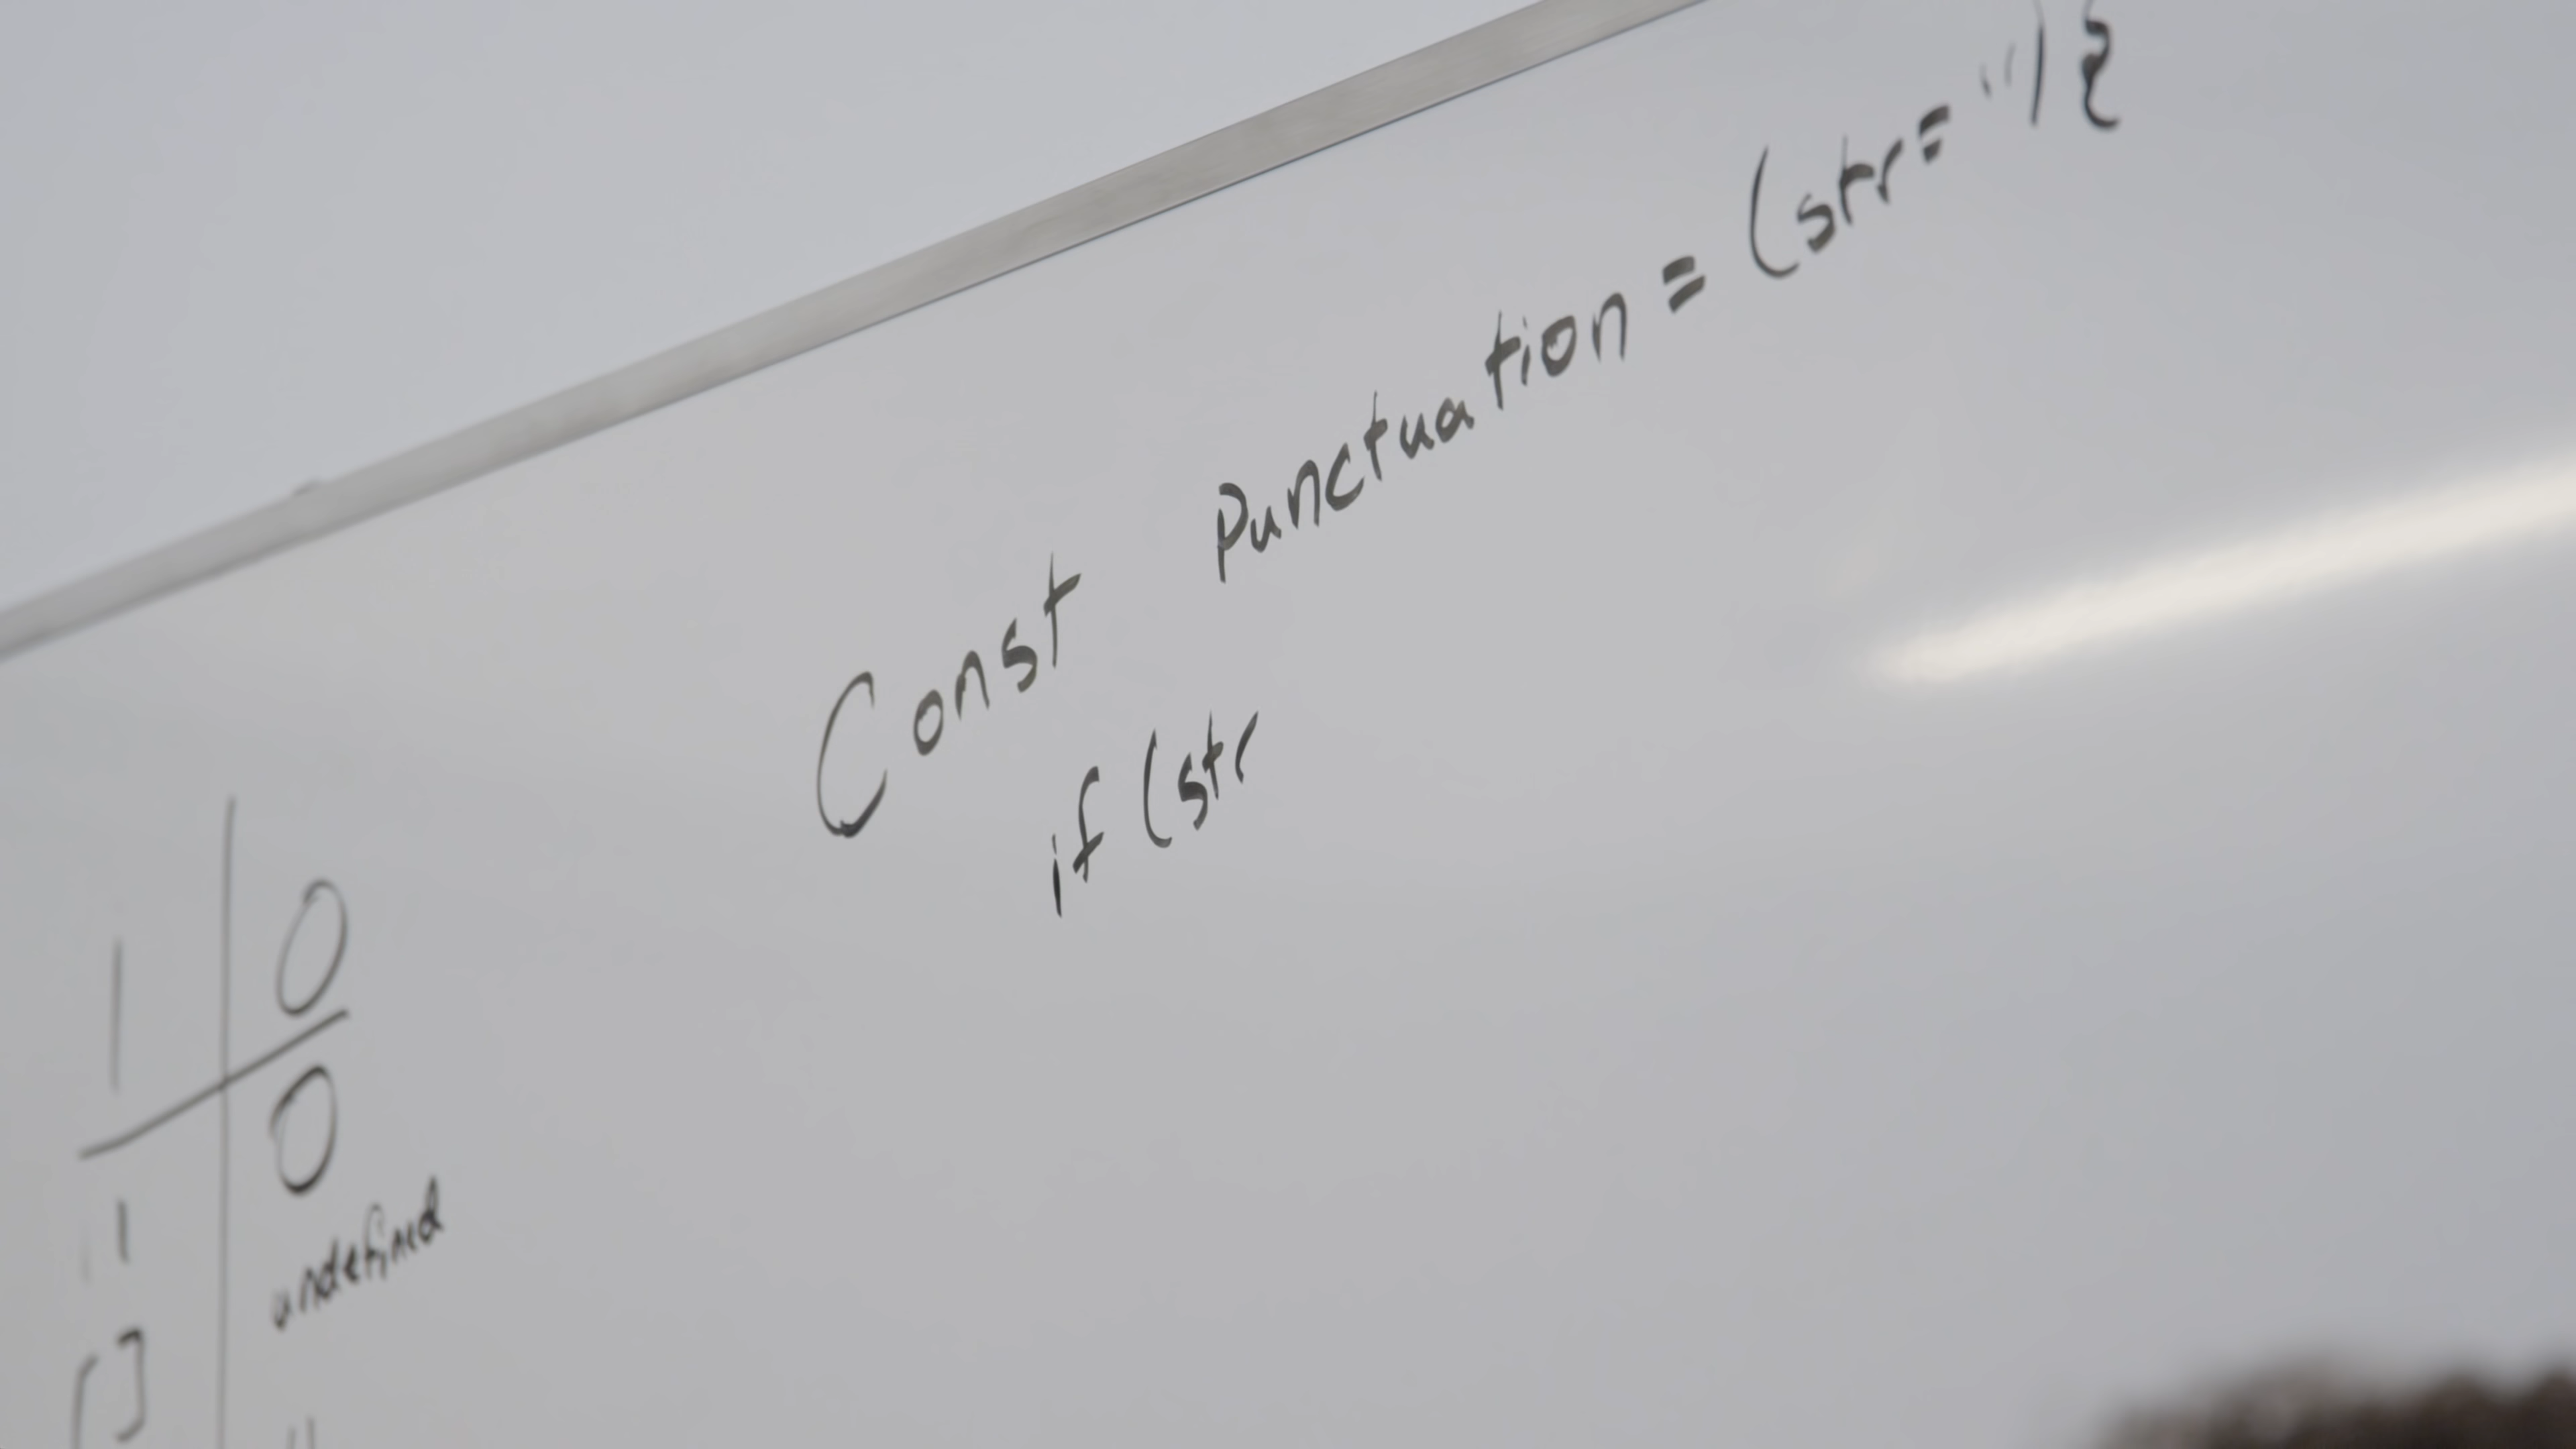 Const Punctuation = (str = '') {
if (str
1 | 0
1 | 0
undefined
[]